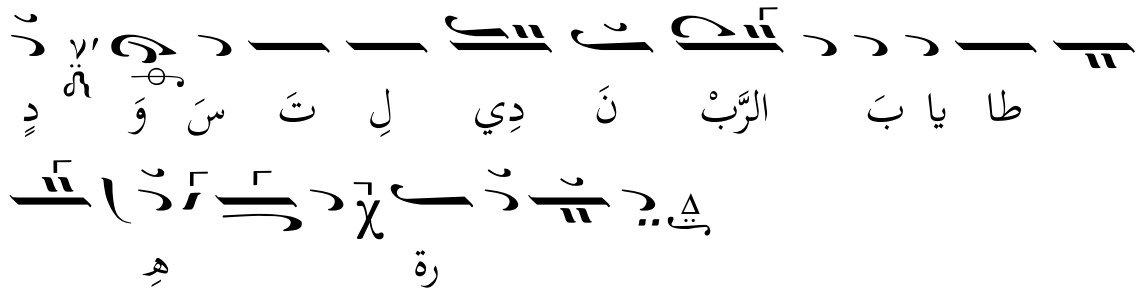 دٍ وَ سَ تَ لِ دِي نَ الرَّبْ بَ يا طا
هِ رة